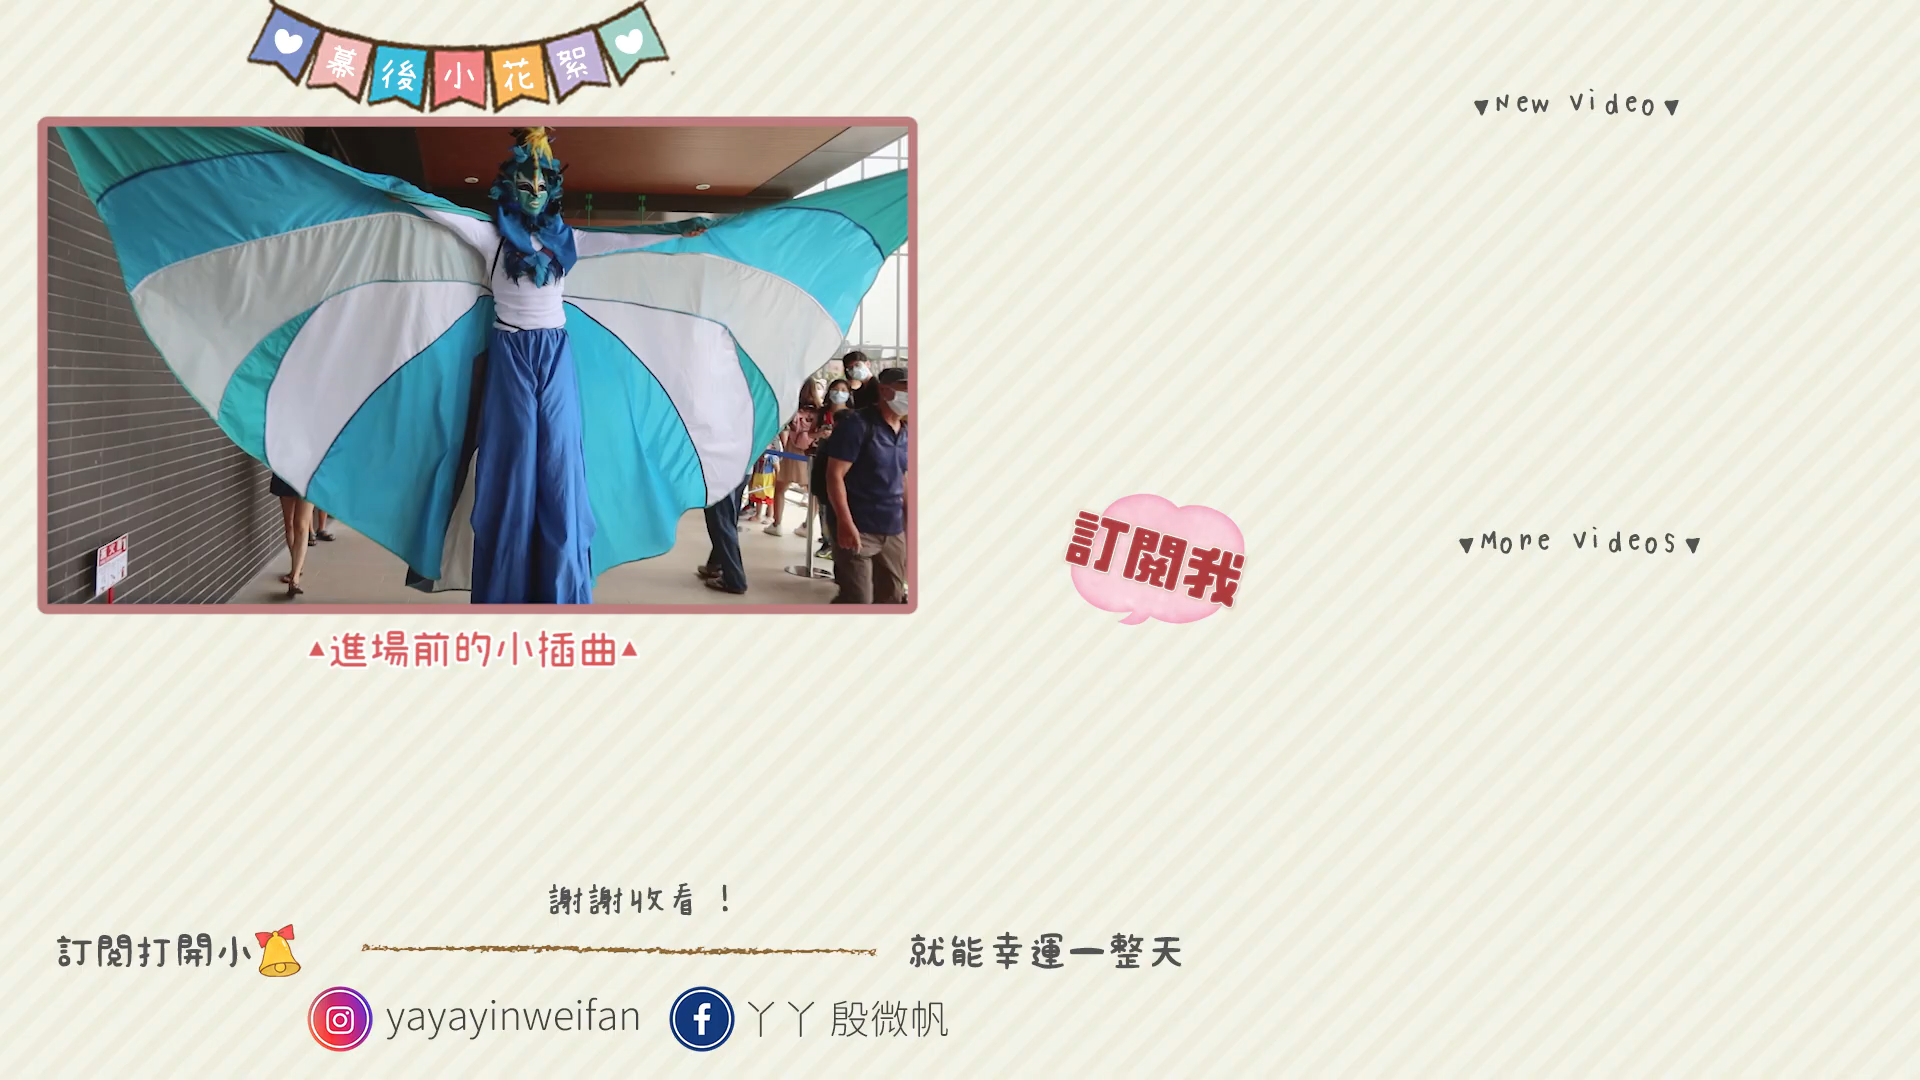 幕後小花絮
▼New Video▼
訂閱我
▼More Videos▼
▲進場前的小插曲▲
謝謝收看！
訂閱打開小
就能幸運一整天
yayayinweifan
丫丫 殷微帆